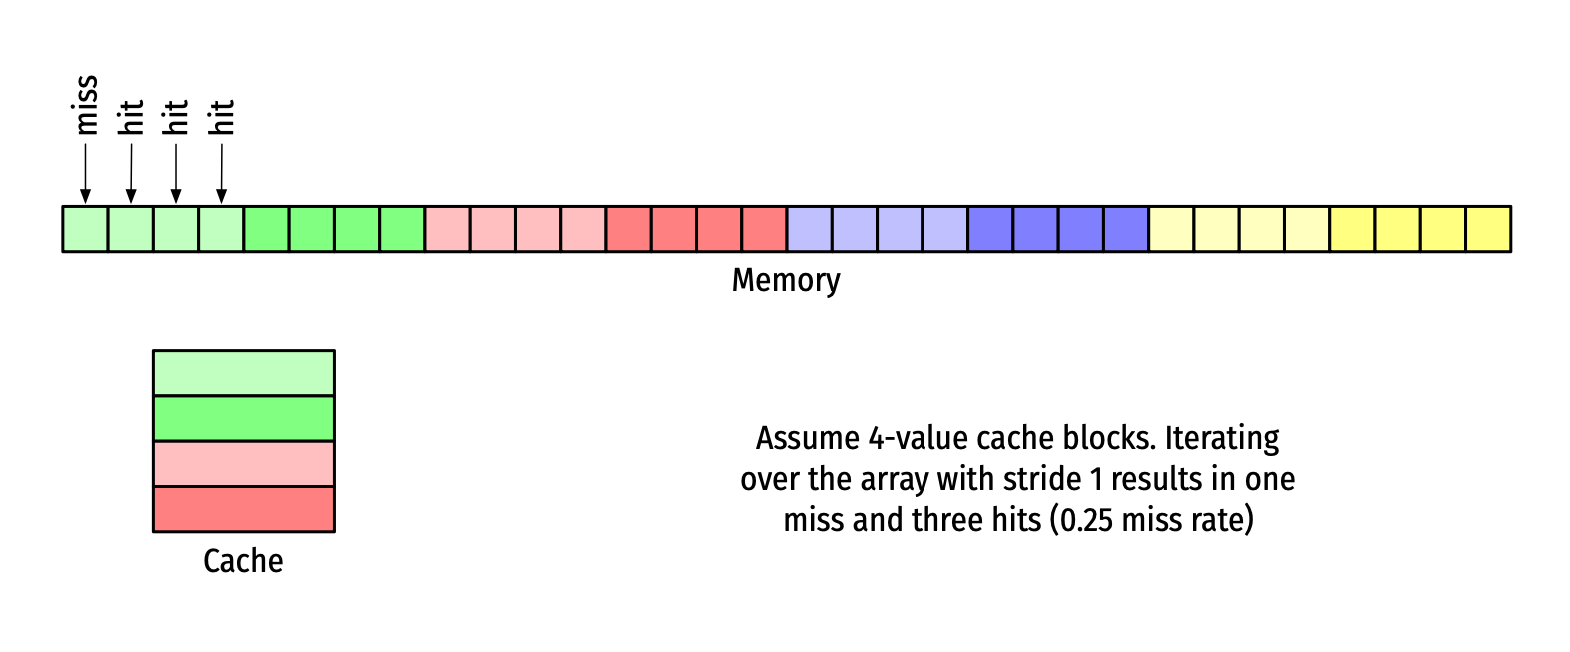 miss
hit
hit
hit
Memory
Cache
Assume 4-value cache blocks. Iterating
over the array with stride 1 results in one
miss and three hits (0.25 miss rate)